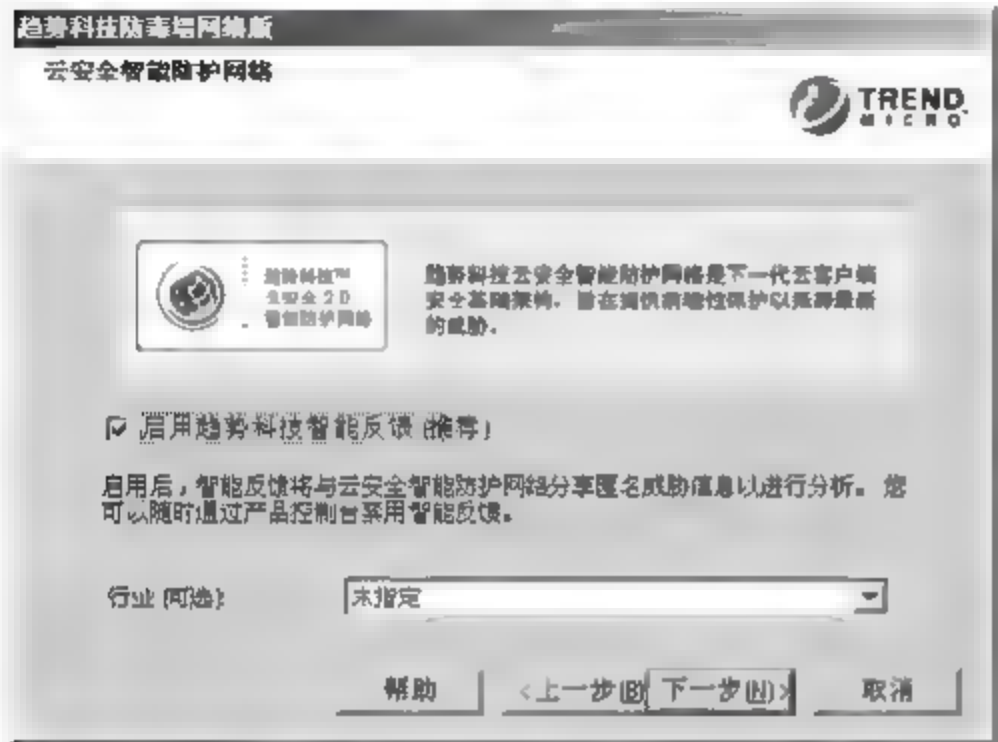 趋势科技防毒墙网络版
云安全智能防护网络
TREND
MICRO
趋势科技™
云安全2.0
智能防护网络
趋势科技云安全智能防护网络是下一代云客户端
安全基础架构，旨在提供前瞻性保护以抵御最新
的威胁。
启用趋势科技智能反馈(推荐)
启用后，智能反馈将与云安全智能防护网络分享匿名威胁信息以进行分析。您
可以随时通过产品控制台禁用智能反馈。
行业(可选):
未指定
帮助
<上一步(B)
下一步(N)>
取消